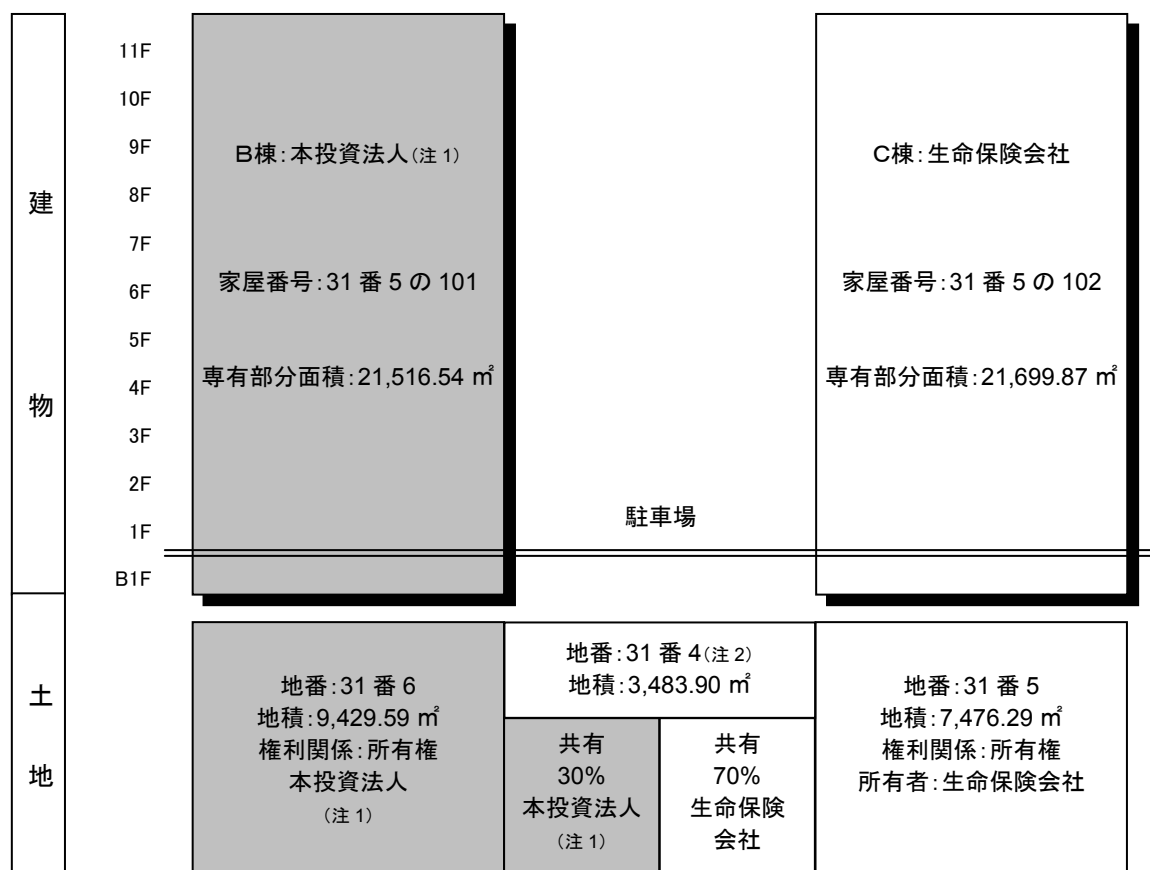 建
物
11F
10F
9F
8F
7F
6F
5F
4F
3F
2F
1F
B1F
B棟:本投資法人(注 1)
家屋番号:31 番 5 の 101
専有部分面積:21,516.54 ㎡
駐車場
C棟:生命保険会社
家屋番号:31 番 5 の 102
専有部分面積:21,699.87 ㎡
土
地
地番:31 番 6
地積:9,429.59 ㎡
権利関係:所有権
本投資法人
(注 1)
地番:31 番 4(注 2)
地積:3,483.90 ㎡
共有
30%
本投資法人
(注 1)
共有
70%
生命保険
会社
地番:31 番 5
地積:7,476.29 ㎡
権利関係:所有権
所有者:生命保険会社